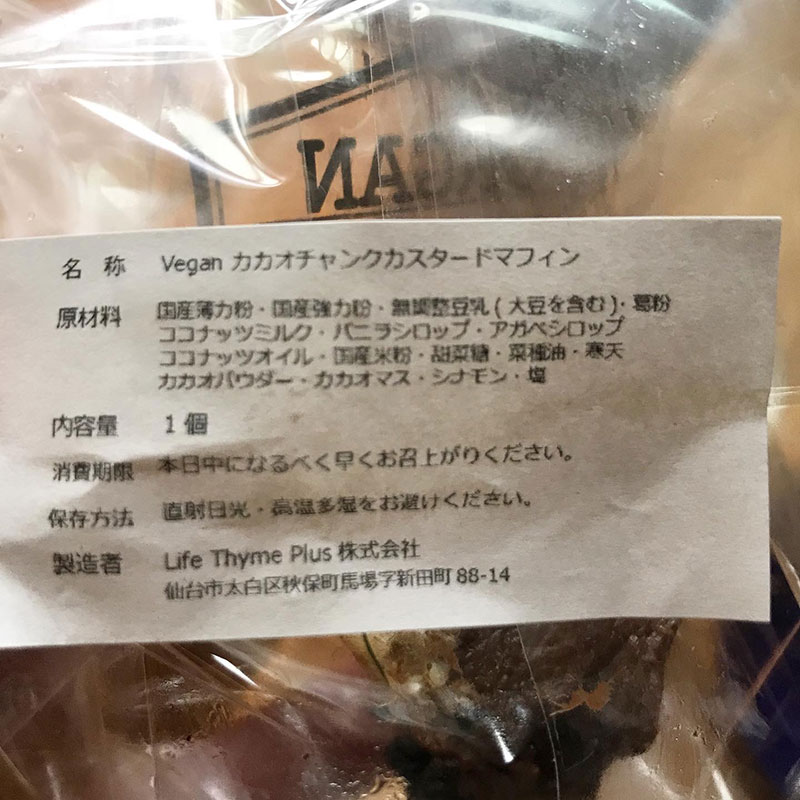 名 称 Vegan カカオチャンクカスタードマフィン
原材料 国産薄力粉・国産強力粉・無調整豆乳(大豆を含む)・葛粉
ココナッツミルク・バニラシロップ・アガベシロップ
ココナッツオイル・国産米粉・甜菜糖・菜種油・寒天
カカオパウダー・カカオマス・シナモン・塩
内容量 1個
消費期限 本日中になるべく早くお召上がりください。
保存方法 直射日光・高温多湿をお避けください。
製造者 Life Thyme Plus 株式会社
仙台市太白区秋保町馬場字新田町 88-14